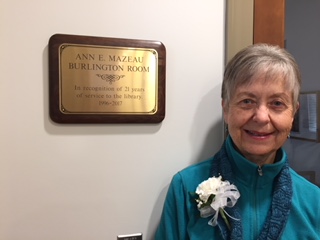 ANN E. MAZEAU
BURLINGTON ROOM
In recognition of 21 years
of service to the library
1996-2017